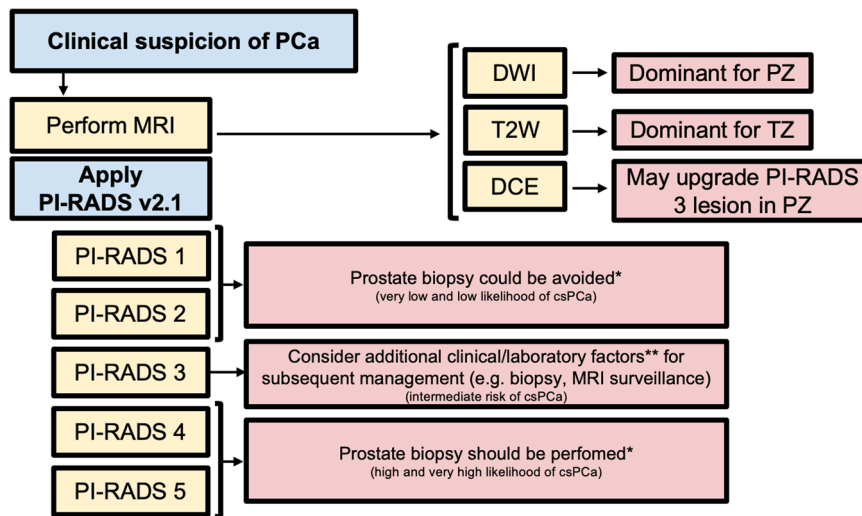 Clinical suspicion of PCa
Perform MRI
Apply
PI-RADS v2.1
DWI
Dominant for PZ
T2W
Dominant for TZ
DCE
May upgrade PI-RADS
3 lesion in PZ
PI-RADS 1
PI-RADS 2
Prostate biopsy could be avoided*
(very low and low likelihood of csPCa)
PI-RADS 3
Consider additional clinical/laboratory factors** for
subsequent management (e.g. biopsy, MRI surveillance)
(intermediate risk of csPCa)
PI-RADS 4
PI-RADS 5
Prostate biopsy should be perfomed*
(high and very high likelihood of csPCa)